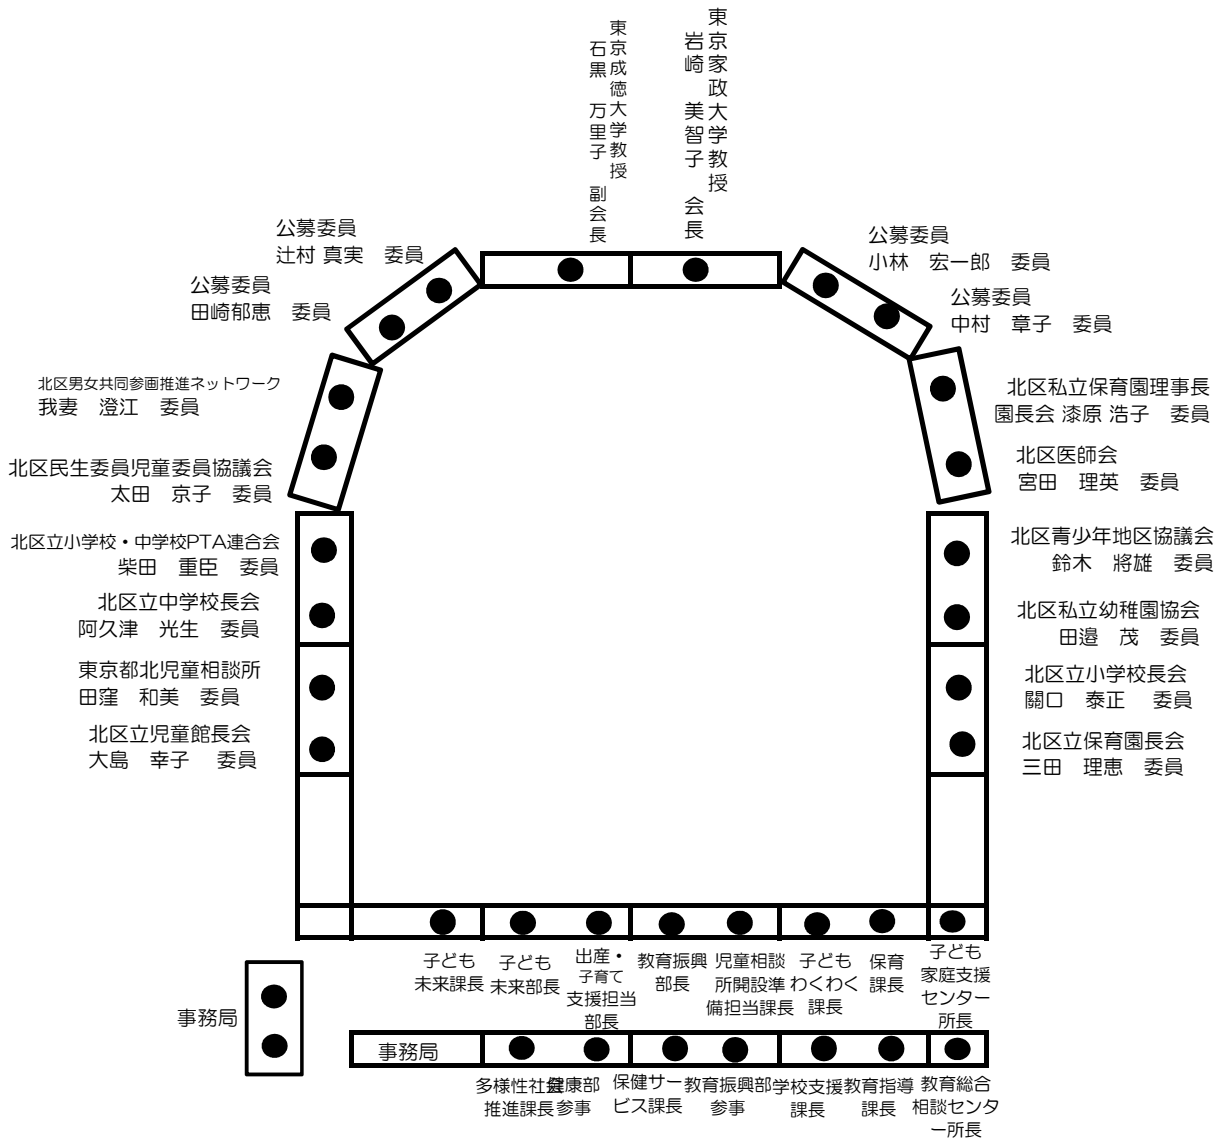 東京家政大学教授
岩崎　美智子　会長
東京成徳大学教授
石黒　万里子　副会長
公募委員
辻村 真実　委員
公募委員
田崎郁恵　委員
北区男女共同参画推進ネットワーク
我妻　澄江　委員
北区民生委員児童委員協議会
太田　京子　委員
北区立小学校・中学校PTA連合会
柴田　重臣　委員
北区立中学校長会
阿久津　光生　委員
東京都北児童相談所
田窪　和美　委員
北区立児童館長会
大島　幸子　委員
公募委員
小林　宏一郎　委員
公募委員
中村　章子　委員
北区私立保育園理事長
園長会 漆原 浩子　委員
北区医師会
宮田　理英　委員
北区青少年地区協議会
鈴木　將雄　委員
北区私立幼稚園協会
田邉　茂　委員
北区立小学校長会
關口　泰正　委員
北区立保育園長会
三田　理恵　委員
子ども
未来課長
子ども
未来部長
出産・
子育て
支援担当
部長
教育振興
部長
児童相談
所開設準
備担当課長
子ども
わくわく
課長
保育
課長
子ども
家庭支援
センター
所長
事務局
事務局
多様性社会
推進課長
健康部
参事
保健サー
ビス課長
教育振興部
参事
学校支援
課長
教育指導
課長
教育総合
相談センタ
ー所長